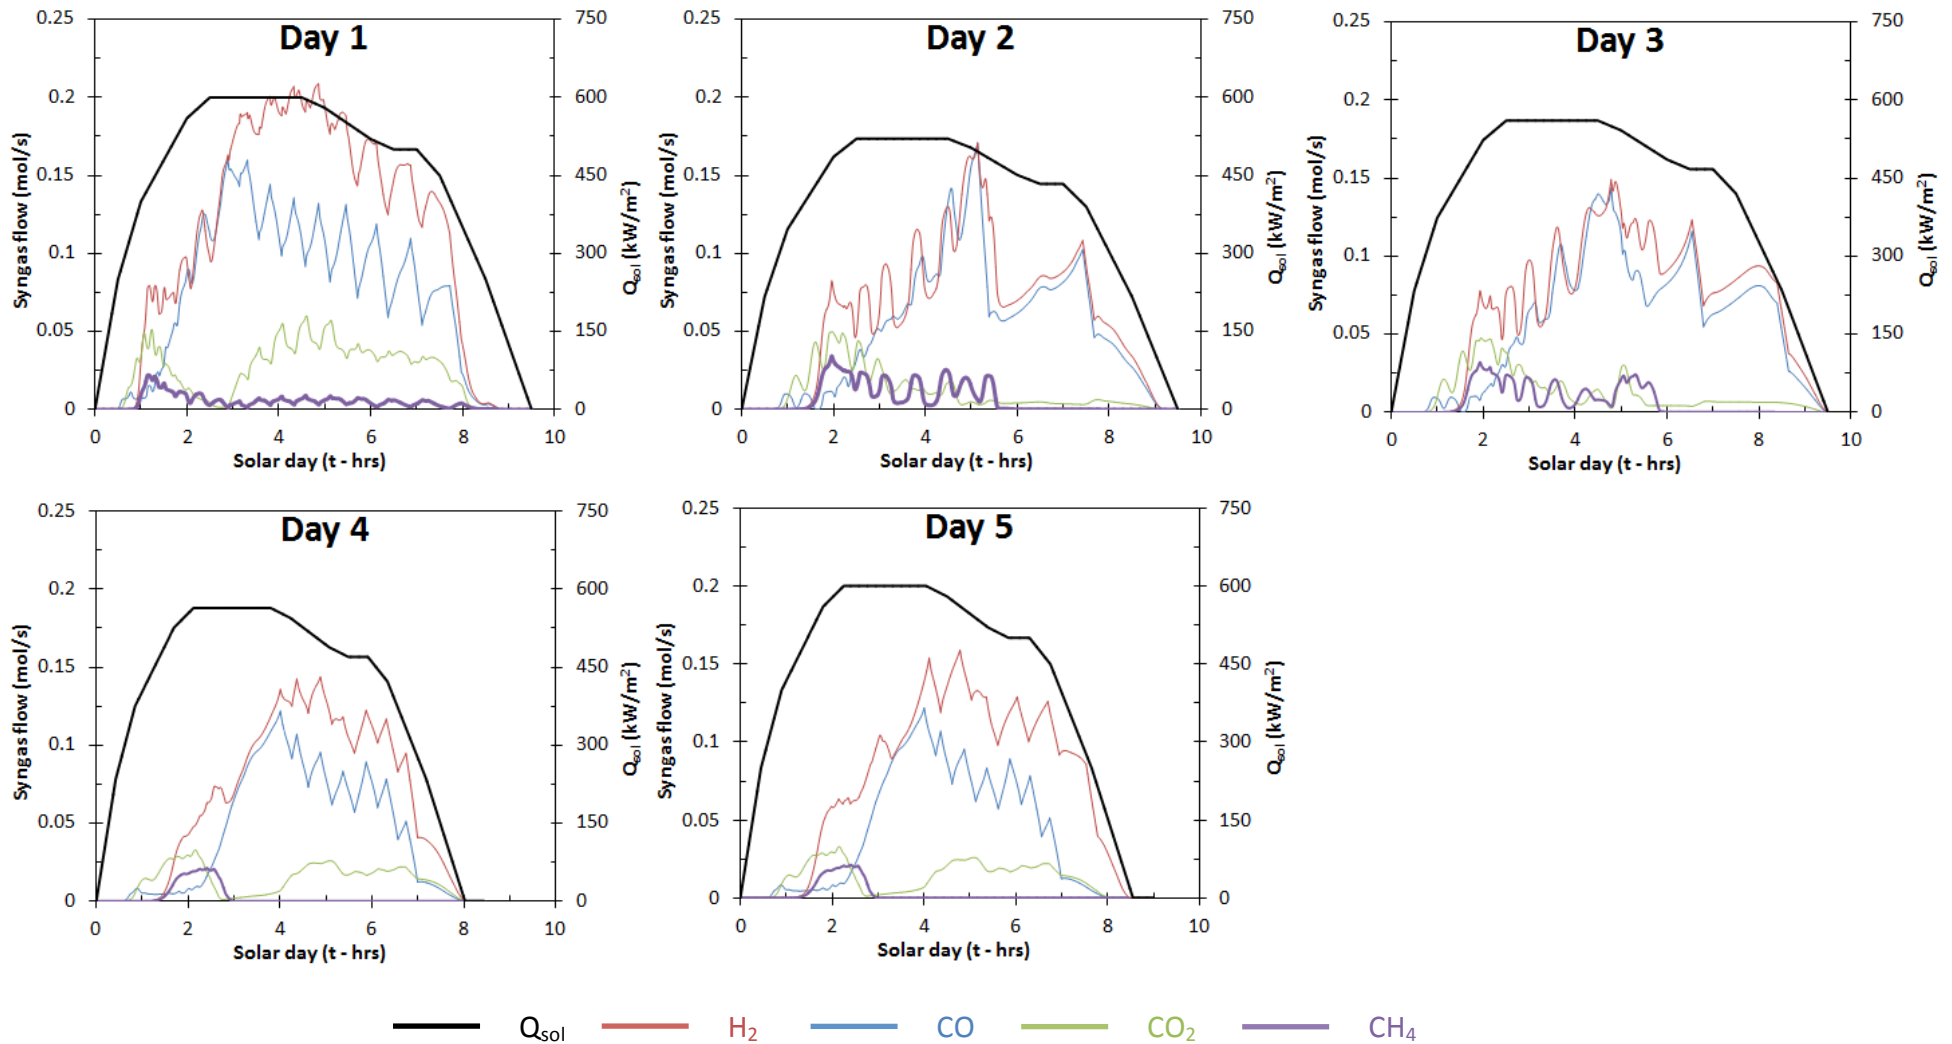 Day 1
0.25
0.2
0.15
0.1
0.05
0
Syngas flow (mol/s)
750
600
450
300
150
0
Qsol (kW/m²)
0 2 4 6 8 10
Solar day (t - hrs)
Day 2
0.25
0.2
0.15
0.1
0.05
0
Syngas flow (mol/s)
750
600
450
300
150
0
Qsol (kW/m²)
0 2 4 6 8 10
Solar day (t - hrs)
Day 3
0.25
0.2
0.15
0.1
0.05
0
Syngas flow (mol/s)
750
600
450
300
150
0
Qsol (kW/m²)
0 2 4 6 8 10
Solar day (t - hrs)
Day 4
0.25
0.2
0.15
0.1
0.05
0
Syngas flow (mol/s)
750
600
450
300
150
0
Qsol (kW/m²)
0 2 4 6 8 10
Solar day (t - hrs)
Day 5
0.25
0.2
0.15
0.1
0.05
0
Syngas flow (mol/s)
750
600
450
300
150
0
Qsol (kW/m²)
0 2 4 6 8 10
Solar day (t - hrs)
Qsol H₂ CO CO₂ CH₄